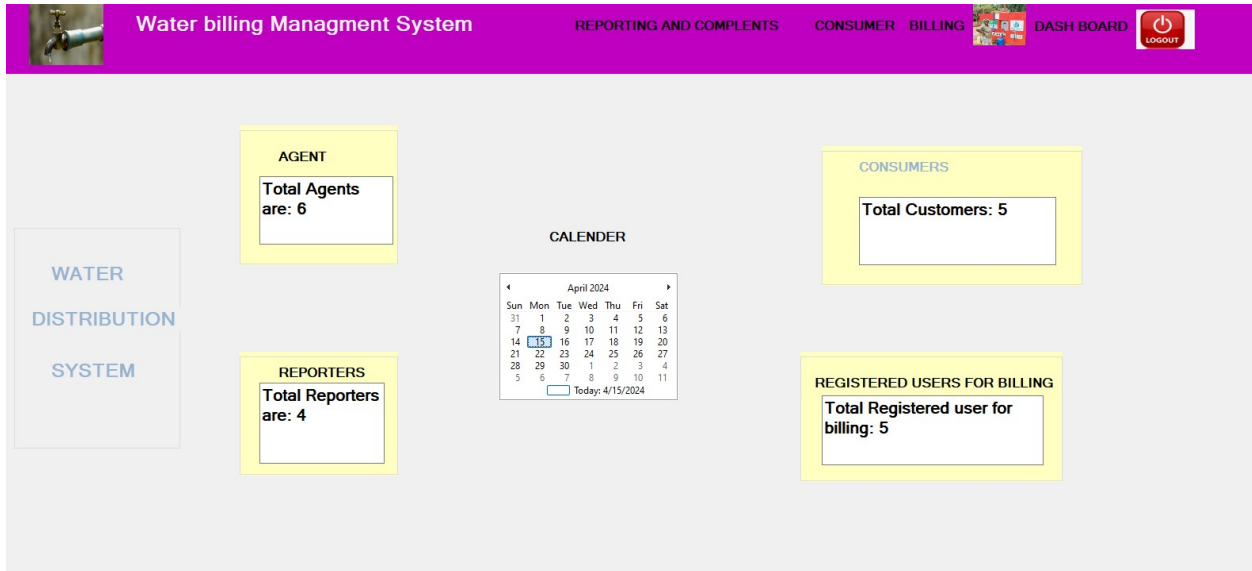 Water billing Managment System
REPORTING AND COMPLENTS
CONSUMER
BILLING
DASH BOARD
LOGOUT
AGENT
Total Agents
are: 6
CONSUMERS
Total Customers: 5
WATER
DISTRIBUTION
SYSTEM
CALENDER
April 2024
Sun Mon Tue Wed Thu Fri Sat
31 1 2 3 4 5 6
7 8 9 10 11 12 13
14 15 16 17 18 19 20
21 22 23 24 25 26 27
28 29 30 1 2 3 4
5 6 7 8 9 10 11
Today: 4/15/2024
REPORTERS
Total Reporters
are: 4
REGISTERED USERS FOR BILLING
Total Registered user for
billing: 5